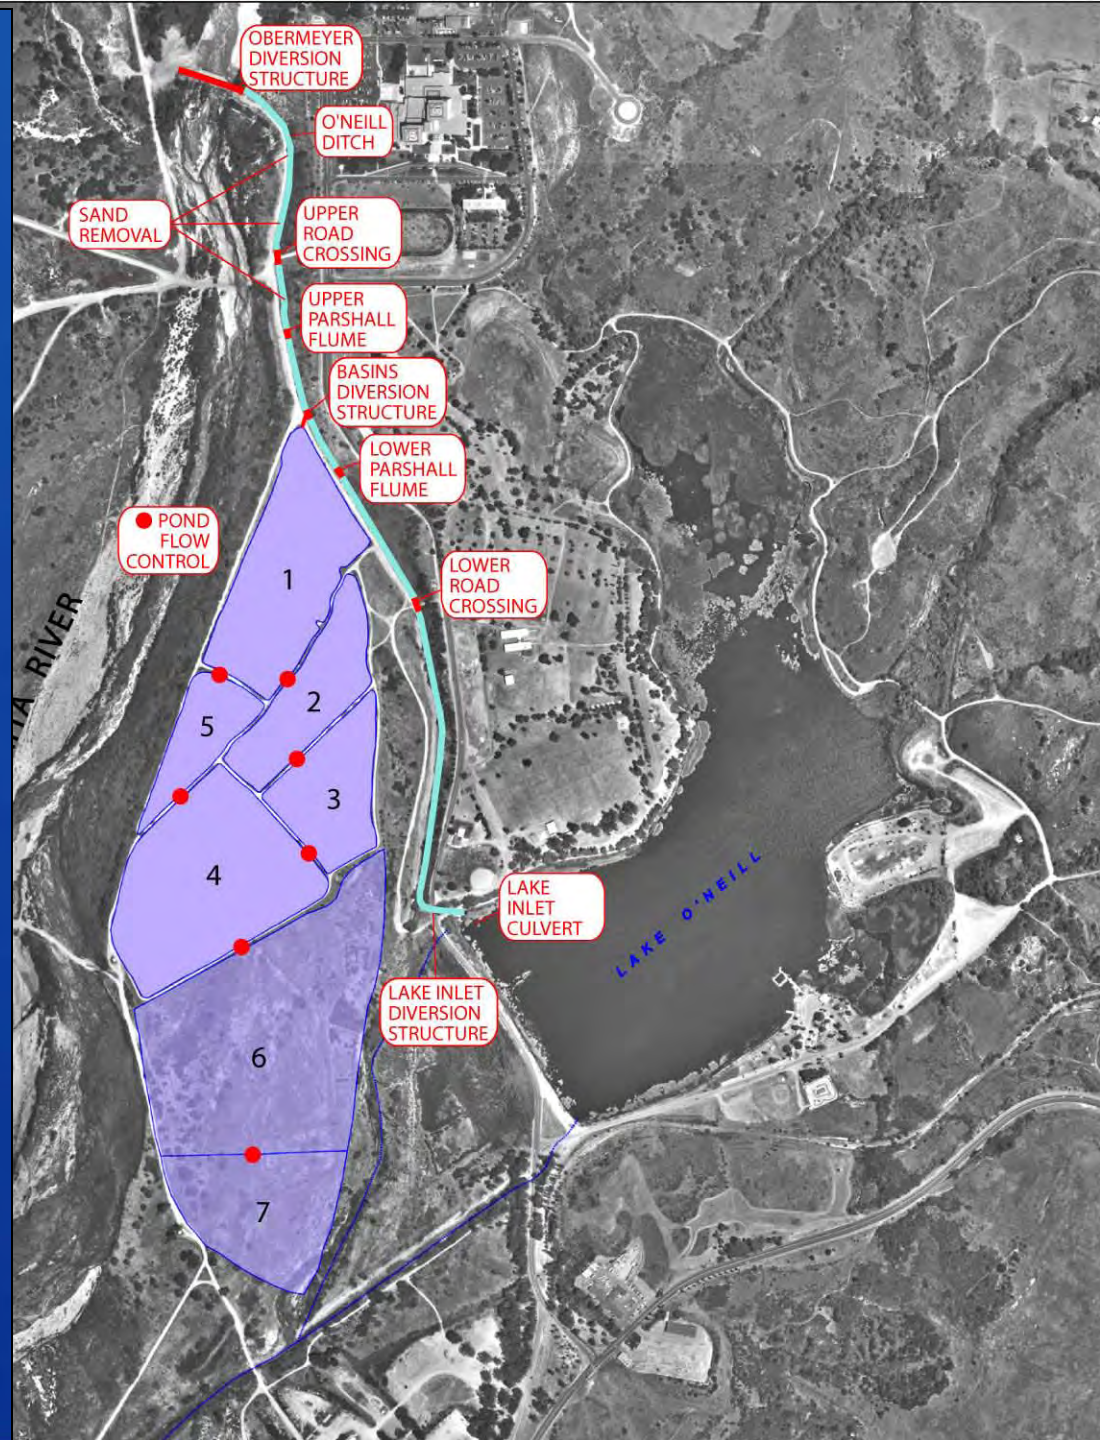 OBERMEYER
DIVERSION
STRUCTURE
O'NEILL
DITCH
SAND
REMOVAL
UPPER
ROAD
CROSSING
UPPER
PARSHALL
FLUME
BASINS
DIVERSION
STRUCTURE
LOWER
PARSHALL
FLUME
POND
FLOW
CONTROL
LOWER
ROAD
CROSSING
1
2
RIVER
5
3
4
LAKE
INLET
CULVERT
LAKE O'NEILL
LAKE INLET
DIVERSION
STRUCTURE
6
7